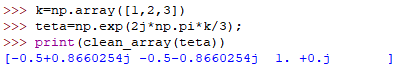 >>> k=np.array([1,2,3])
>>> teta=np.exp(2j*np.pi*k/3);
>>> print(clean_array(teta))
[-0.5+0.8660254j -0.5-0.8660254j  1. +0.j       ]